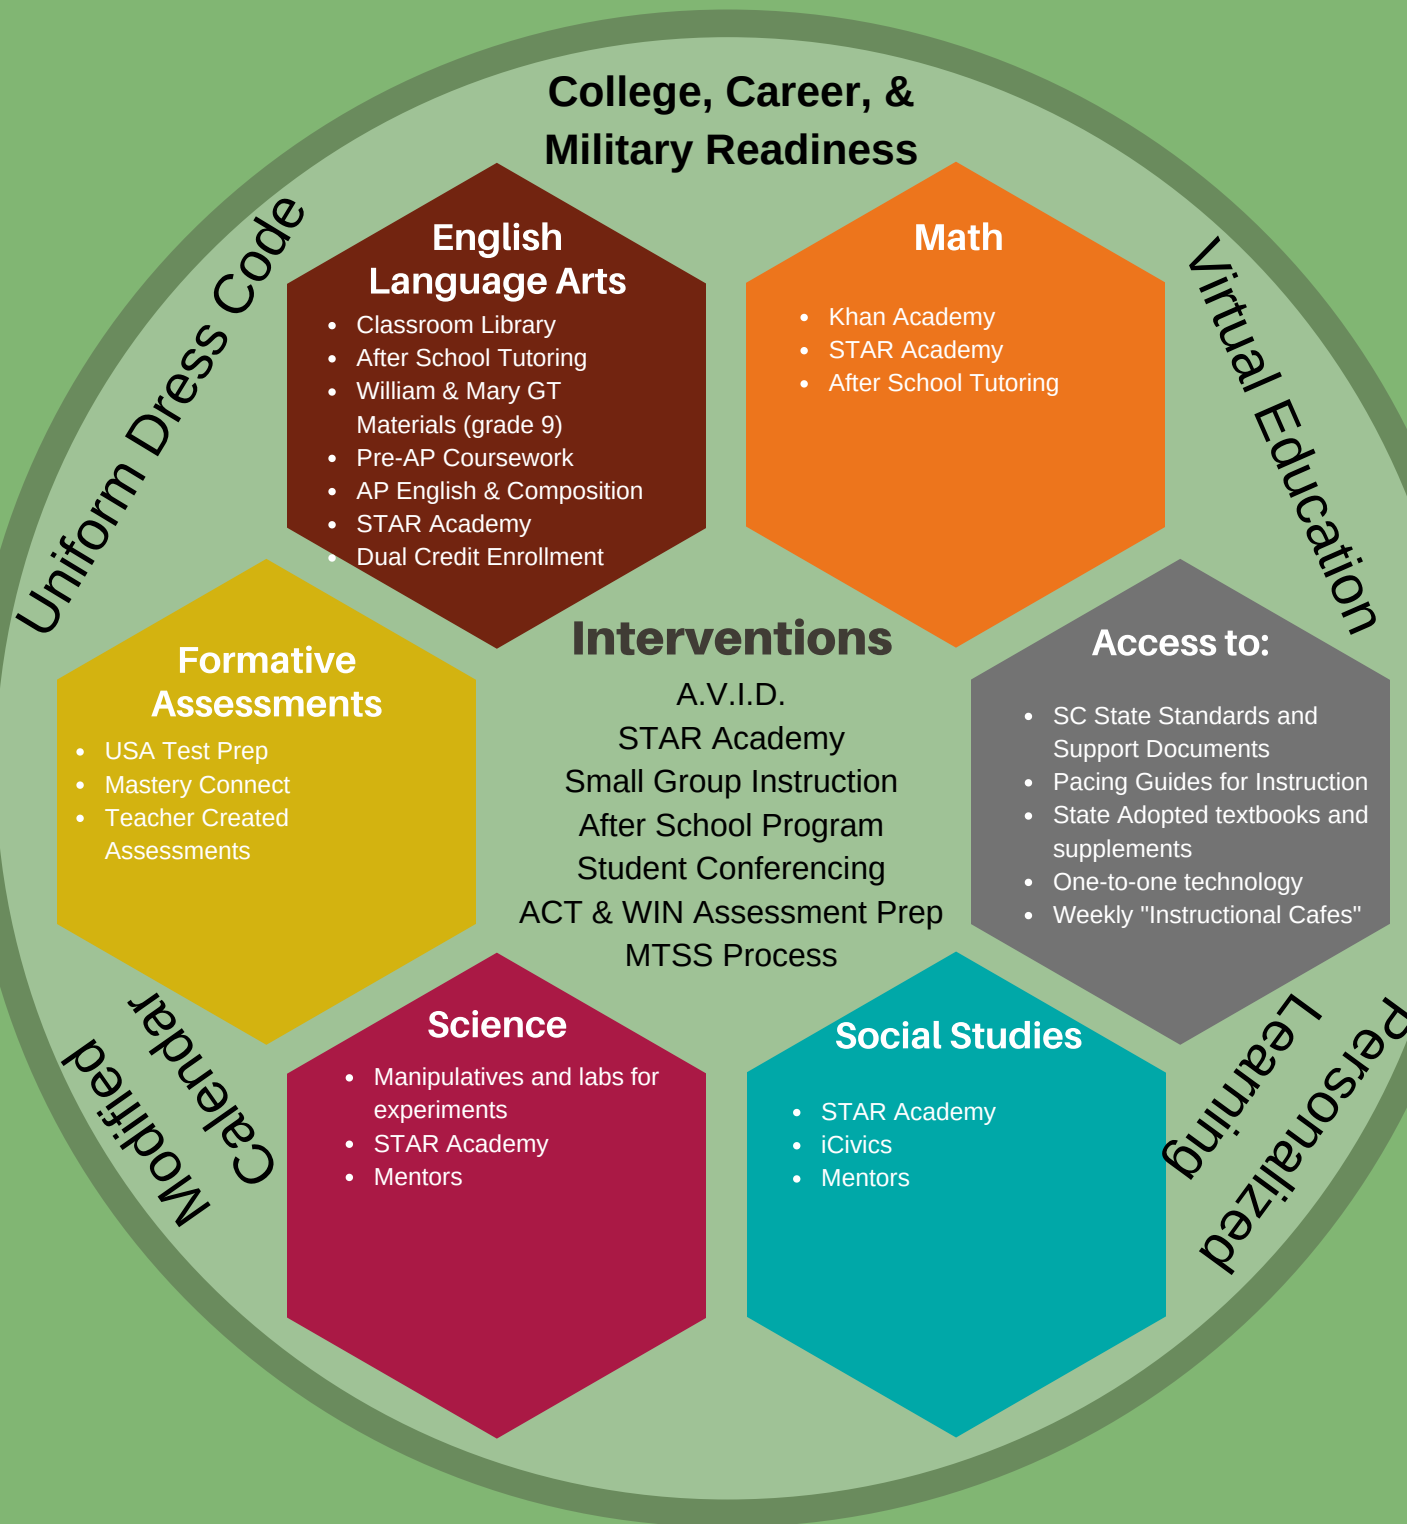 College, Career, &
Military Readiness
Uniform Dress Code
Virtual Education
English
Language Arts
• Classroom Library
• After School Tutoring
• William & Mary GT
Materials (grade 9)
• Pre-AP Coursework
• AP English & Composition
• STAR Academy
• Dual Credit Enrollment
Math
• Khan Academy
• STAR Academy
• After School Tutoring
Formative
Assessments
• USA Test Prep
• Mastery Connect
• Teacher Created
Assessments
Interventions
A.V.I.D.
STAR Academy
Small Group Instruction
After School Program
Student Conferencing
ACT & WIN Assessment Prep
MTSS Process
Access to:
• SC State Standards and
Support Documents
• Pacing Guides for Instruction
• State Adopted textbooks and
supplements
• One-to-one technology
• Weekly "Instructional Cafes"
Modified
Calendar
Science
• Manipulatives and labs for
experiments
• STAR Academy
• Mentors
Social Studies
• STAR Academy
• iCivics
• Mentors
Personalized
Learning